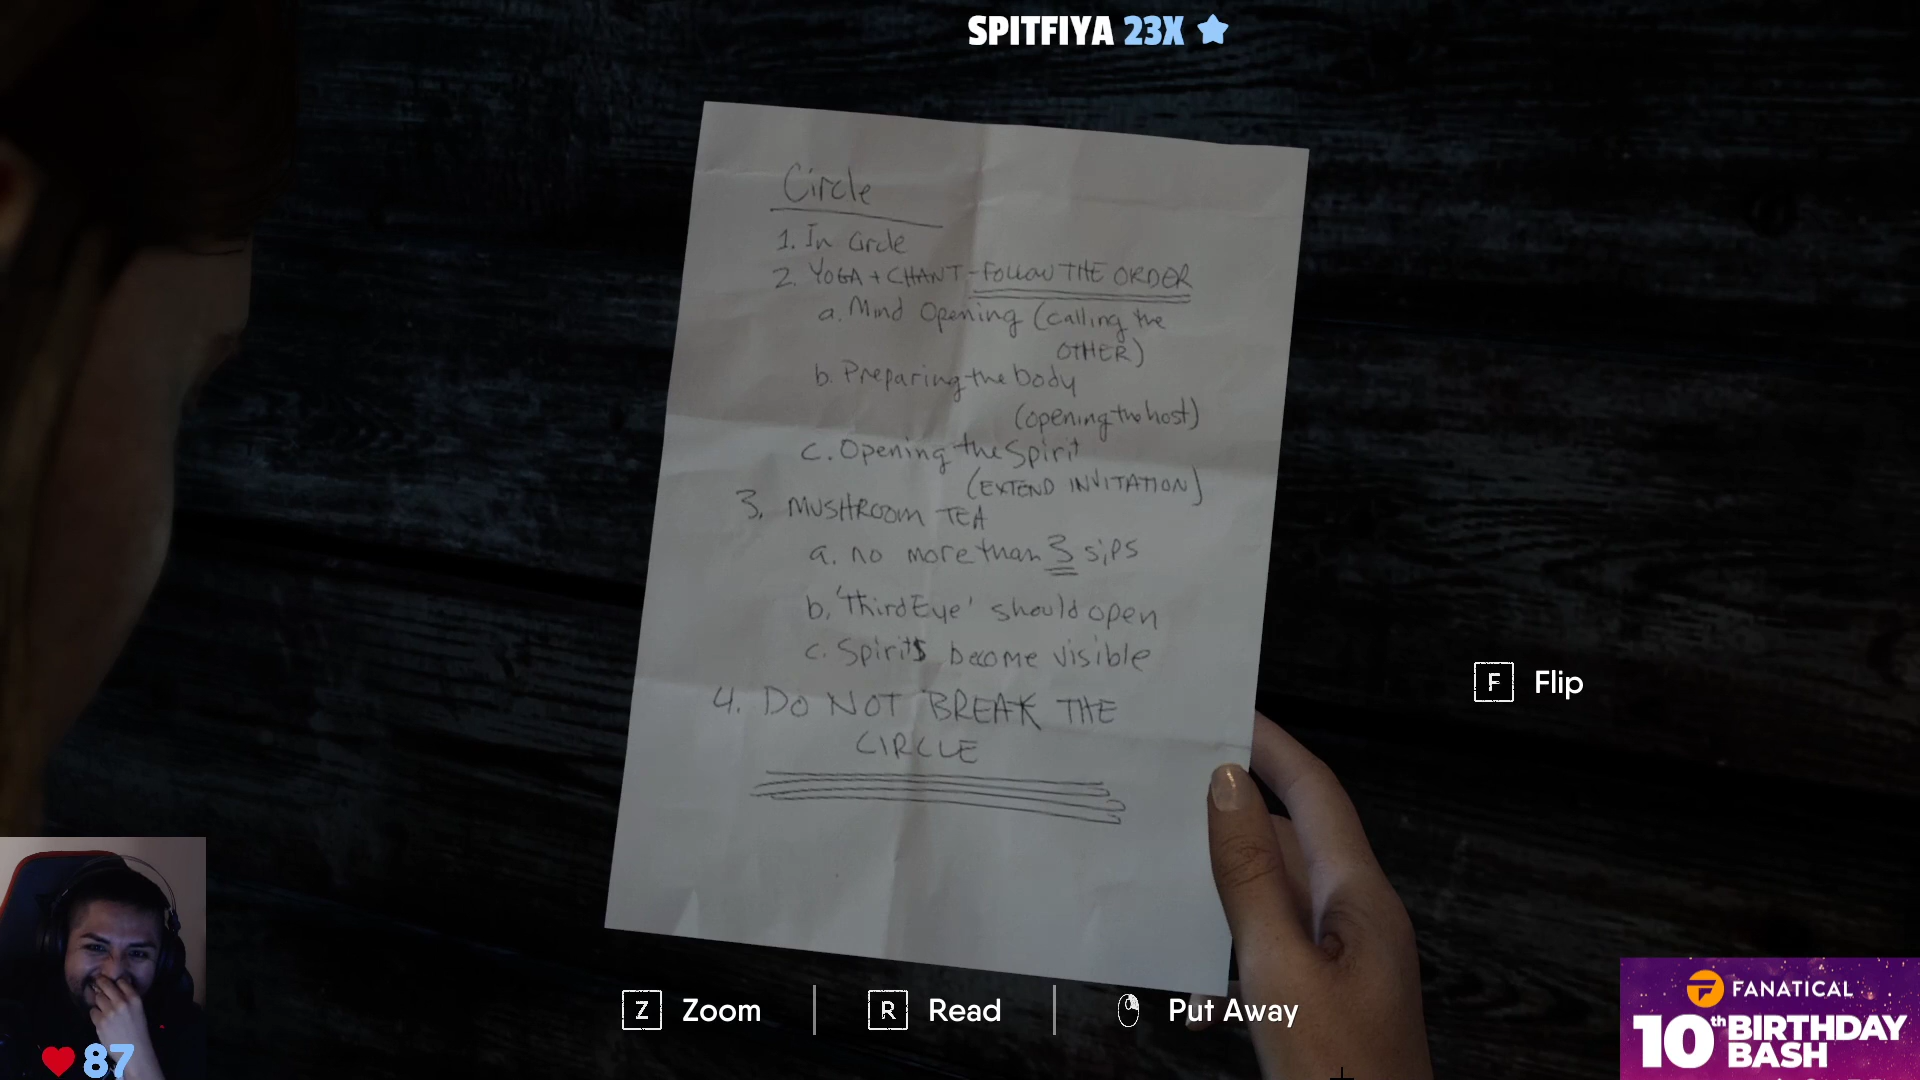 SPITFIYA 23X
Circle
1. In Circle
2. YOGA + CHANT - FOLLOW THE ORDER
a. Mind Opening (calling the
OTHER)
b. Preparing the body
(opening the host)
c. Opening the Spirit
(EXTEND INVITATION)
3. MUSHROOM TEA
a. no more than 3 sips
b. 'Third Eye' should open
c. Spirits become visible
4. DO NOT BREAK THE
CIRCLE
F Flip
Z Zoom
R Read
Put Away
87
FANATICAL
10th BIRTHDAY
BASH